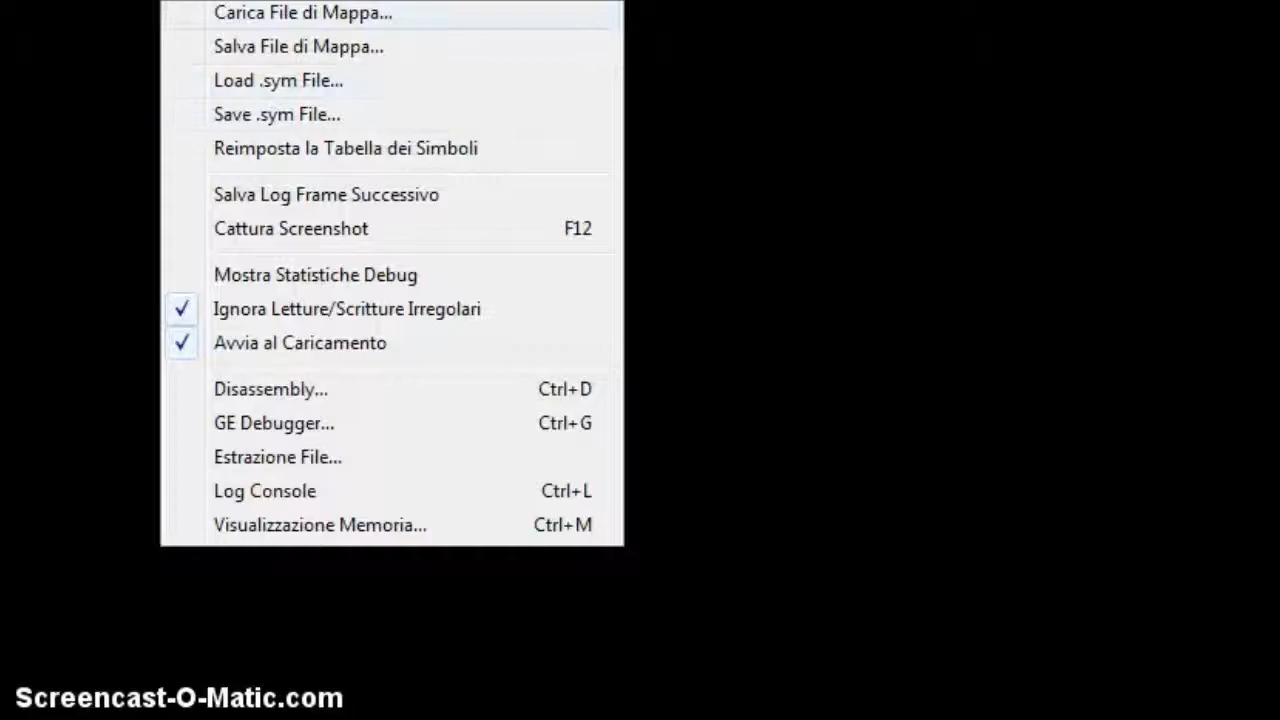 Carica File di Mappa...
Salva File di Mappa...
Load .sym File...
Save .sym File...
Reimposta la Tabella dei Simboli
Salva Log Frame Successivo
Cattura Screenshot F12
Mostra Statistiche Debug
Ignora Letture/Scritture Irregolari
Avvia al Caricamento
Disassembly... Ctrl+D
GE Debugger... Ctrl+G
Estrazione File...
Log Console Ctrl+L
Visualizzazione Memoria... Ctrl+M
Screencast-O-Matic.com